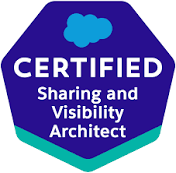 CERTIFIED
Sharing and
Visibility
Architect